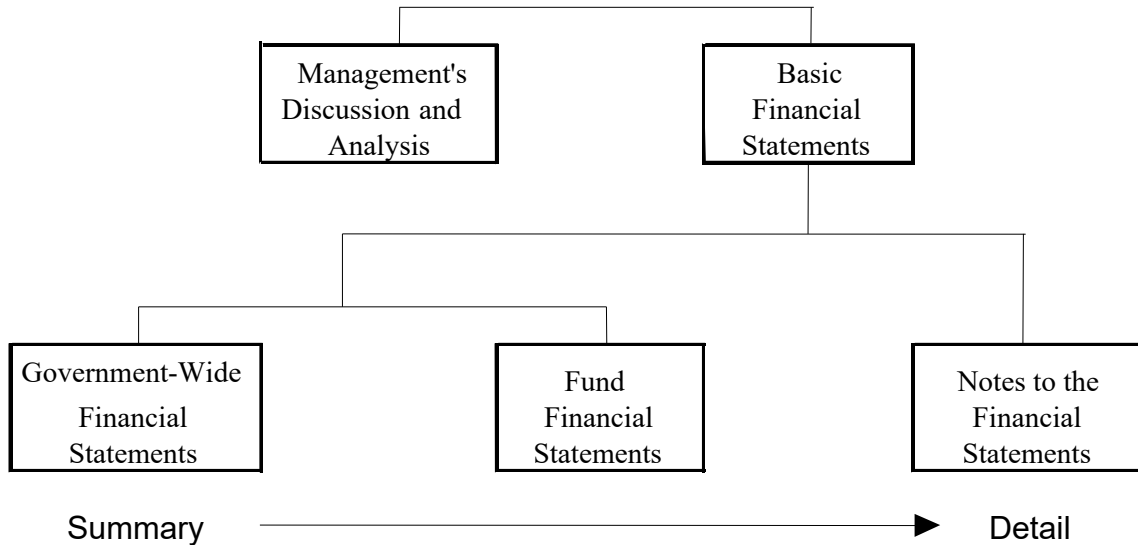 Management's
Discussion and
Analysis
Basic
Financial
Statements
Government-Wide
Financial
Statements
Fund
Financial
Statements
Notes to the
Financial
Statements
Summary
Detail